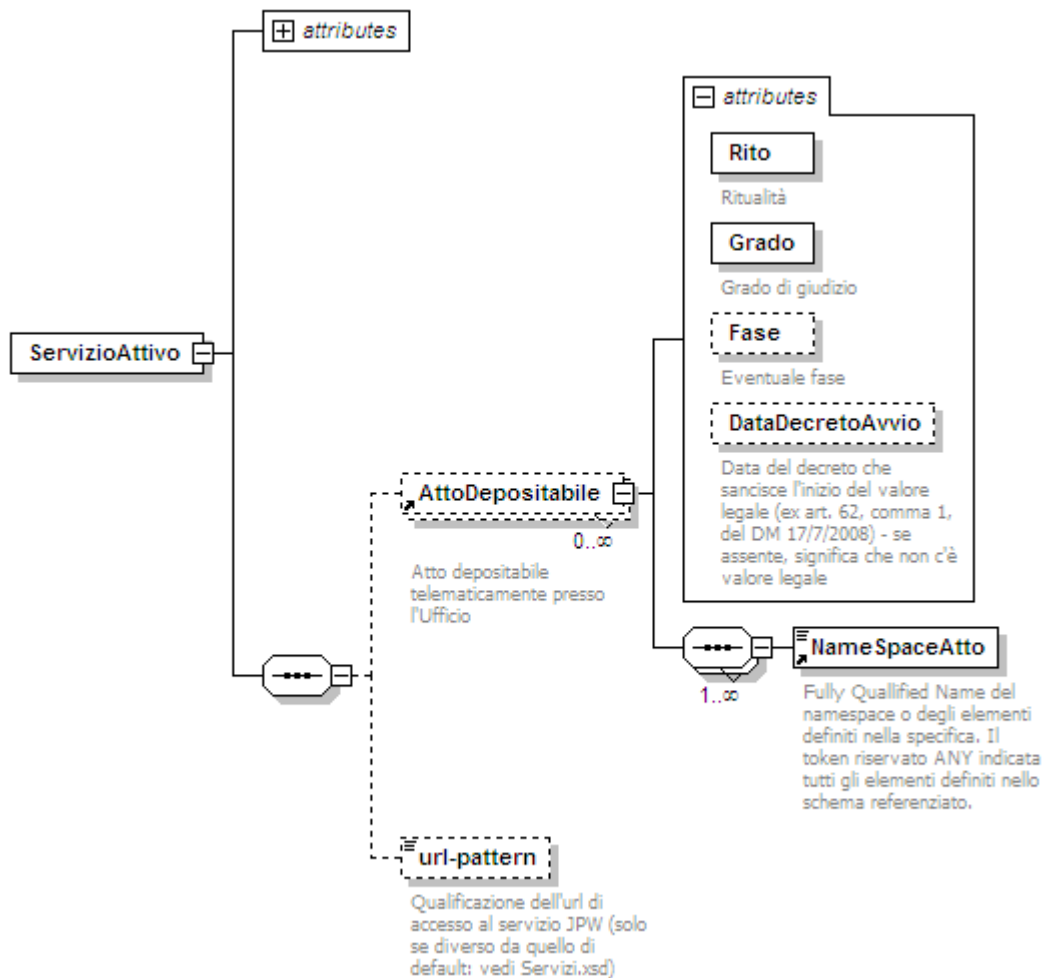 attributes
attributes
Rito
Ritualità
Grado
Grado di giudizio
Fase
Eventuale fase
DataDecretoAvvio
Data del decreto che
sancisce l'inizio del valore
legale (ex art. 62, comma 1,
del DM 17/7/2008) - se
assente, significa che non c'è
valore legale
ServizioAttivo
AttoDepositabile
0..∞
Atto depositabile
telematicamente presso
l'Ufficio
NameSpaceAtto
1..∞
Fully Quallified Name del
namespace o degli elementi
definiti nella specifica. Il
token riservato ANY indicata
tutti gli elementi definiti nello
schema referenziato.
url-pattern
Qualificazione dell'url di
accesso al servizio JPW (solo
se diverso da quello di
default: vedi Servizi.xsd)